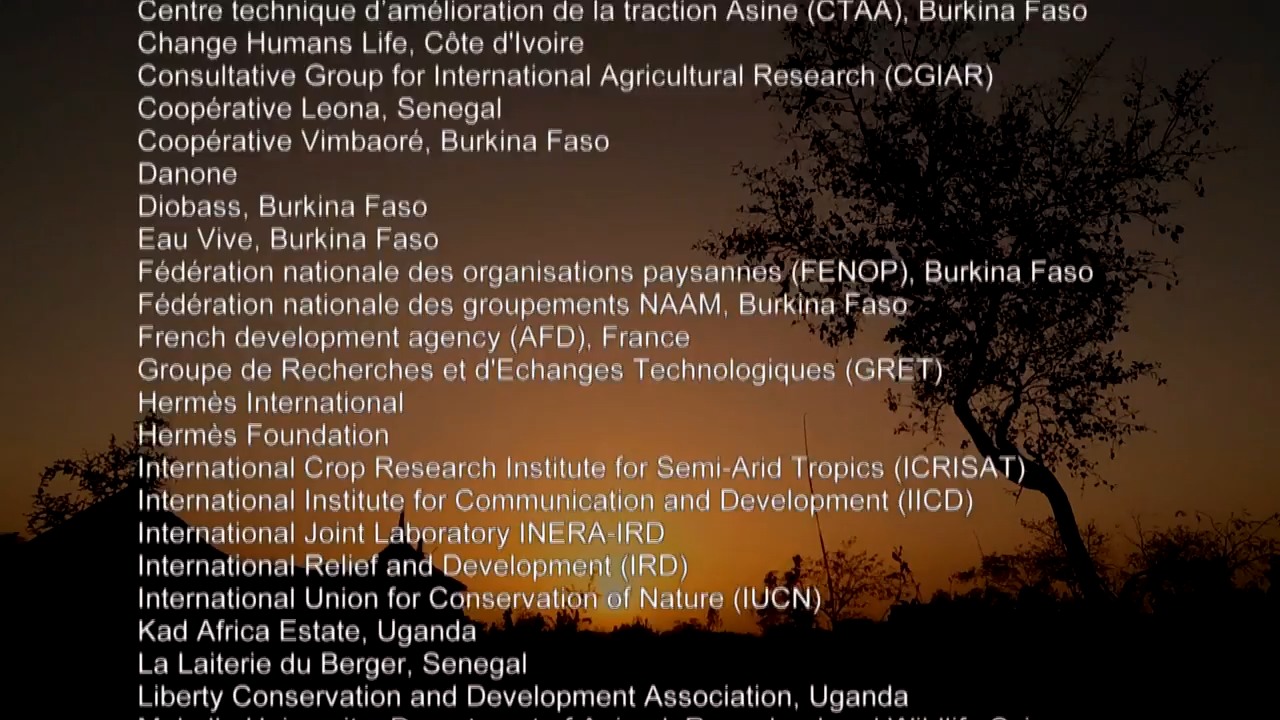 Centre technique d'amélioration de la traction Asine (CTAA), Burkina Faso
Change Humans Life, Côte d'Ivoire
Consultative Group for International Agricultural Research (CGIAR)
Coopérative Leona, Senegal
Coopérative Vimbaoré, Burkina Faso
Danone
Diobass, Burkina Faso
Eau Vive, Burkina Faso
Fédération nationale des organisations paysannes (FENOP), Burkina Faso
Fédération nationale des groupements NAAM, Burkina Faso
French development agency (AFD), France
Groupe de Recherches et d'Echanges Technologiques (GRET)
Hermès International
Hermès Foundation
International Crop Research Institute for Semi-Arid Tropics (ICRISAT)
International Institute for Communication and Development (IICD)
International Joint Laboratory INERA-IRD
International Relief and Development (IRD)
International Union for Conservation of Nature (IUCN)
Kad Africa Estate, Uganda
La Laiterie du Berger, Senegal
Liberty Conservation and Development Association, Uganda